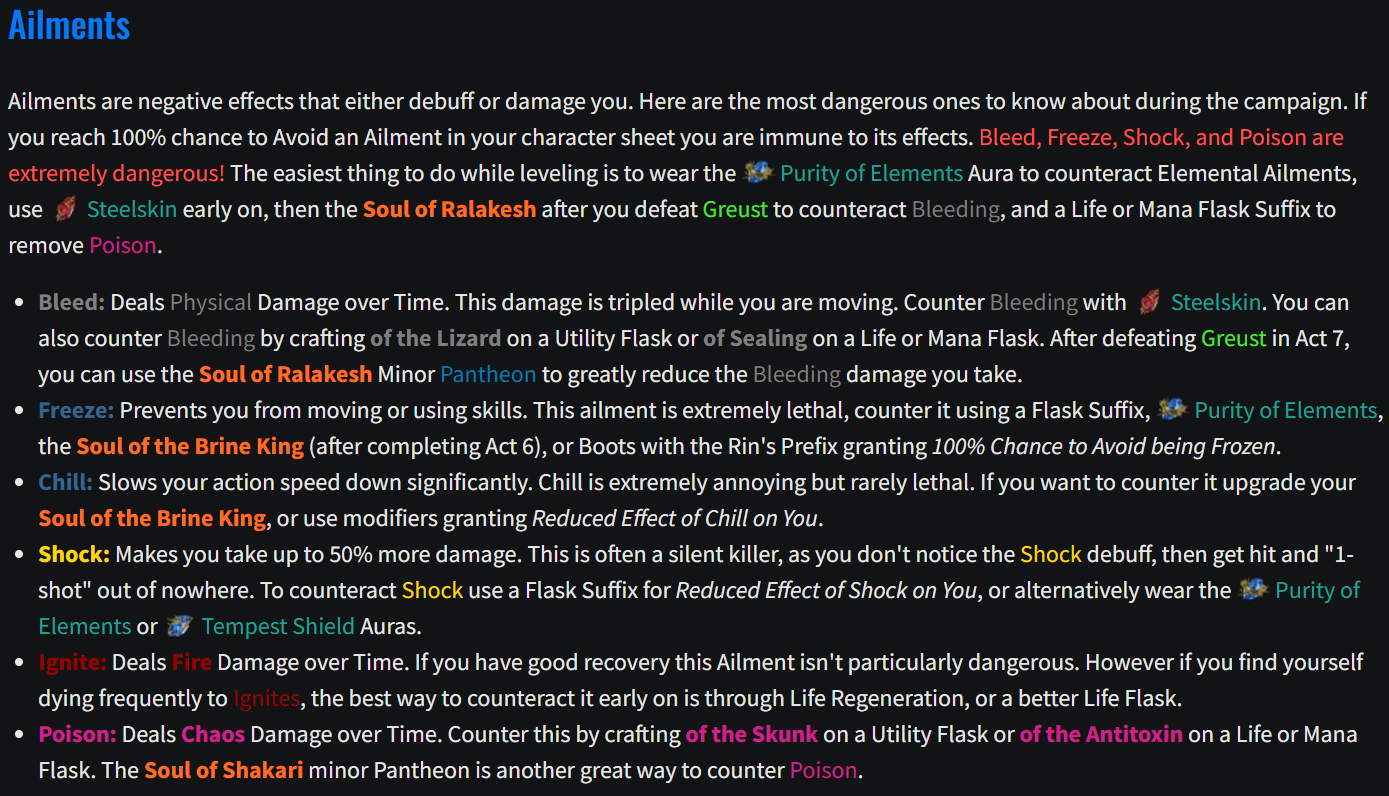 Ailments
Ailments are negative effects that either debuff or damage you. Here are the most dangerous ones to know about during the campaign. If
you reach 100% chance to Avoid an Ailment in your character sheet you are immune to its effects. Bleed, Freeze, Shock, and Poison are
extremely dangerous! The easiest thing to do while leveling is to wear the Purity of Elements Aura to counteract Elemental Ailments,
use Steelskin early on, then the Soul of Ralakesh after you defeat Greust to counteract Bleeding, and a Life or Mana Flask Suffix to
remove Poison.
• Bleed: Deals Physical Damage over Time. This damage is tripled while you are moving. Counter Bleeding with Steelskin. You can
also counter Bleeding by crafting of the Lizard on a Utility Flask or of Sealing on a Life or Mana Flask. After defeating Greust in Act 7,
you can use the Soul of Ralakesh Minor Pantheon to greatly reduce the Bleeding damage you take.
• Freeze: Prevents you from moving or using skills. This ailment is extremely lethal, counter it using a Flask Suffix, Purity of Elements,
the Soul of the Brine King (after completing Act 6), or Boots with the Rin's Prefix granting 100% Chance to Avoid being Frozen.
• Chill: Slows your action speed down significantly. Chill is extremely annoying but rarely lethal. If you want to counter it upgrade your
Soul of the Brine King, or use modifiers granting Reduced Effect of Chill on You.
• Shock: Makes you take up to 50% more damage. This is often a silent killer, as you don't notice the Shock debuff, then get hit and "1-
shot" out of nowhere. To counteract Shock use a Flask Suffix for Reduced Effect of Shock on You, or alternatively wear the Purity of
Elements or Tempest Shield Auras.
• Ignite: Deals Fire Damage over Time. If you have good recovery this Ailment isn't particularly dangerous. However if you find yourself
dying frequently to Ignites, the best way to counteract it early on is through Life Regeneration, or a better Life Flask.
• Poison: Deals Chaos Damage over Time. Counter this by crafting of the Skunk on a Utility Flask or of the Antitoxin on a Life or Mana
Flask. The Soul of Shakari minor Pantheon is another great way to counter Poison.